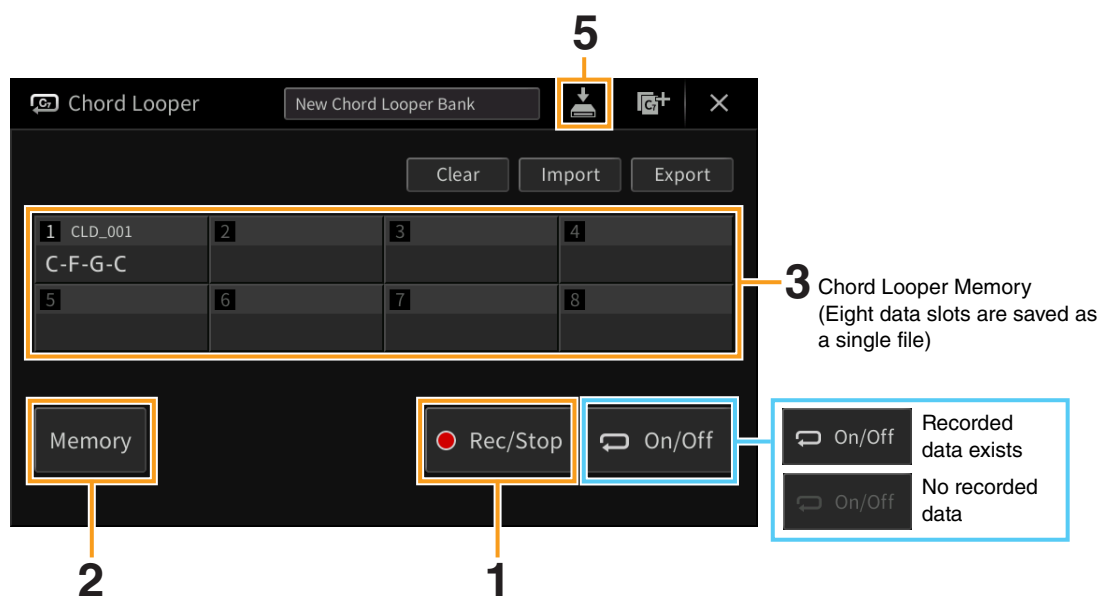 5
Chord Looper
New Chord Looper Bank
C7
C7
Clear
Import
Export
1 CLD_001
2
3
4
C-F-G-C
5
6
7
8
3 Chord Looper Memory
(Eight data slots are saved as
a single file)
Memory
Rec/Stop
On/Off
On/Off
Recorded
data exists
On/Off
No recorded
data
2
1